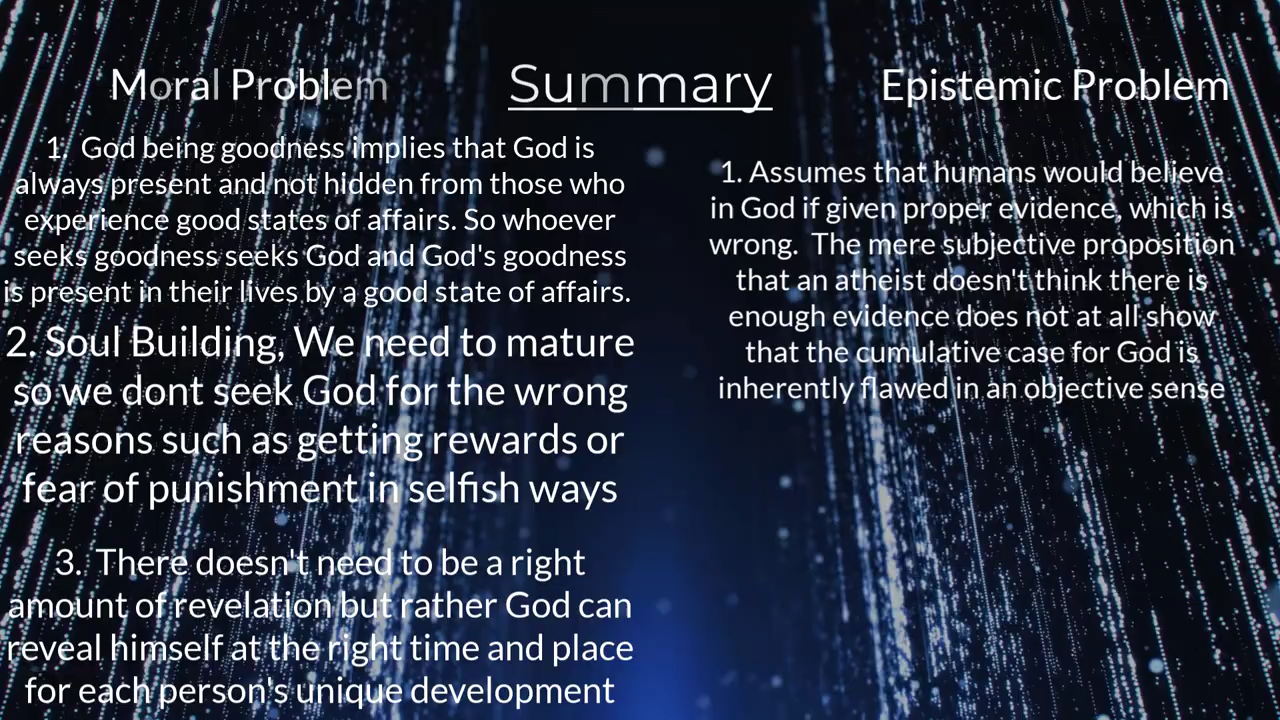 Moral Problem
Summary
Epistemic Problem
1. God being goodness implies that God is
always present and not hidden from those who
experience good states of affairs. So whoever
seeks goodness seeks God and God's goodness
is present in their lives by a good state of affairs.
2. Soul Building, We need to mature
so we dont seek God for the wrong
reasons such as getting rewards or
fear of punishment in selfish ways
3. There doesn't need to be a right
amount of revelation but rather God can
reveal himself at the right time and place
for each person's unique development
1. Assumes that humans would believe
in God if given proper evidence, which is
wrong. The mere subjective proposition
that an atheist doesn't think there is
enough evidence does not at all show
that the cumulative case for God is
inherently flawed in an objective sense